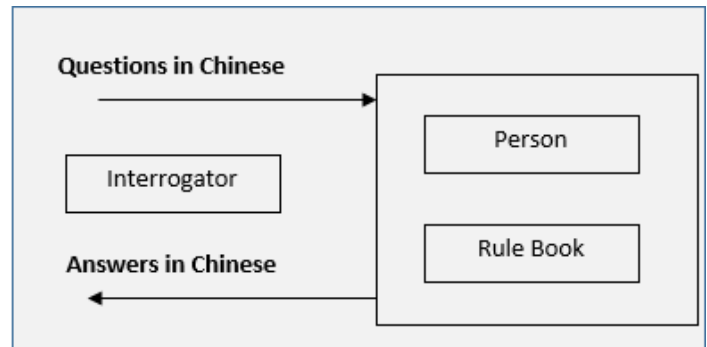 Questions in Chinese
Person
Interrogator
Rule Book
Answers in Chinese